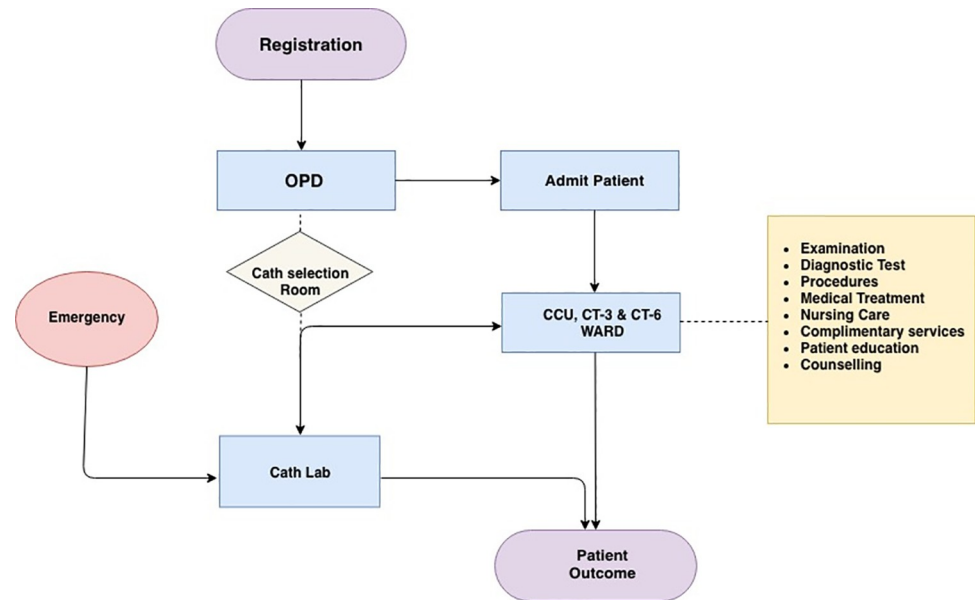 Registration
OPD
Admit Patient
Cath selection
Room
Emergency
CCU, CT-3 & CT-6
WARD
• Examination
• Diagnostic Test
• Procedures
• Medical Treatment
• Nursing Care
• Complimentary services
• Patient education
• Counselling
Cath Lab
Patient
Outcome